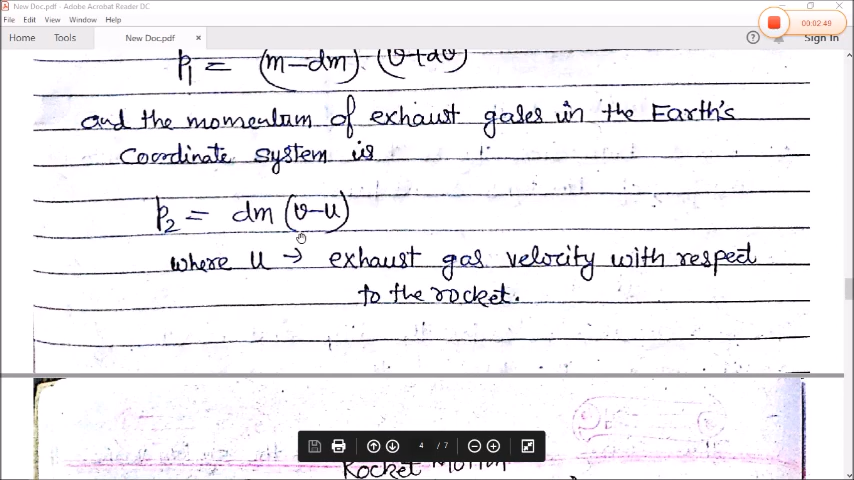 New Doc.pdf - Adobe Acrobat Reader DC
File Edit View Window Help
00:02:49
Home Tools New Doc.pdf × Sign In
p₁ = (m-dm) (v+dv)
and the momentum of exhaust gases in the Earth's
Coordinate system is
p₂ = dm (v-u)
where u → exhaust gas velocity with respect
to the rocket.
4 / 7
Rocket Motion